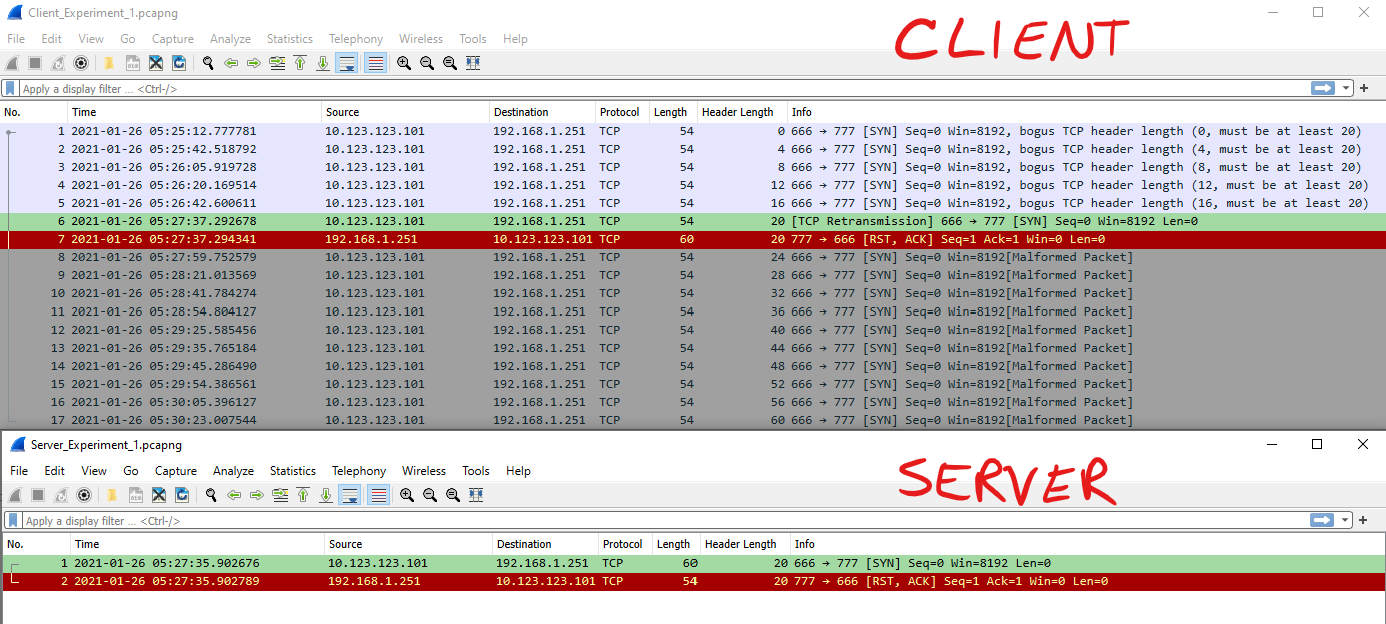 Client_Experiment_1.pcapng
File Edit View Go Capture Analyze Statistics Telephony Wireless Tools Help
CLIENT
Apply a display filter ... <Ctrl-/>
No. Time Source Destination Protocol Length Header Length Info
1 2021-01-26 05:25:12.777781 10.123.123.101 192.168.1.251 TCP 54 0 666 → 777 [SYN] Seq=0 Win=8192, bogus TCP header length (0, must be at least 20)
2 2021-01-26 05:25:42.518792 10.123.123.101 192.168.1.251 TCP 54 4 666 → 777 [SYN] Seq=0 Win=8192, bogus TCP header length (4, must be at least 20)
3 2021-01-26 05:26:05.919728 10.123.123.101 192.168.1.251 TCP 54 8 666 → 777 [SYN] Seq=0 Win=8192, bogus TCP header length (8, must be at least 20)
4 2021-01-26 05:26:20.169514 10.123.123.101 192.168.1.251 TCP 54 12 666 → 777 [SYN] Seq=0 Win=8192, bogus TCP header length (12, must be at least 20)
5 2021-01-26 05:26:42.600611 10.123.123.101 192.168.1.251 TCP 54 16 666 → 777 [SYN] Seq=0 Win=8192, bogus TCP header length (16, must be at least 20)
6 2021-01-26 05:27:37.292678 10.123.123.101 192.168.1.251 TCP 54 20 [TCP Retransmission] 666 → 777 [SYN] Seq=0 Win=8192 Len=0
7 2021-01-26 05:27:37.294341 192.168.1.251 10.123.123.101 TCP 60 20 777 → 666 [RST, ACK] Seq=1 Ack=1 Win=0 Len=0
8 2021-01-26 05:27:59.752579 10.123.123.101 192.168.1.251 TCP 54 24 666 → 777 [SYN] Seq=0 Win=8192[Malformed Packet]
9 2021-01-26 05:28:21.013569 10.123.123.101 192.168.1.251 TCP 54 28 666 → 777 [SYN] Seq=0 Win=8192[Malformed Packet]
10 2021-01-26 05:28:41.784274 10.123.123.101 192.168.1.251 TCP 54 32 666 → 777 [SYN] Seq=0 Win=8192[Malformed Packet]
11 2021-01-26 05:28:54.804127 10.123.123.101 192.168.1.251 TCP 54 36 666 → 777 [SYN] Seq=0 Win=8192[Malformed Packet]
12 2021-01-26 05:29:25.585456 10.123.123.101 192.168.1.251 TCP 54 40 666 → 777 [SYN] Seq=0 Win=8192[Malformed Packet]
13 2021-01-26 05:29:35.765184 10.123.123.101 192.168.1.251 TCP 54 44 666 → 777 [SYN] Seq=0 Win=8192[Malformed Packet]
14 2021-01-26 05:29:45.286490 10.123.123.101 192.168.1.251 TCP 54 48 666 → 777 [SYN] Seq=0 Win=8192[Malformed Packet]
15 2021-01-26 05:29:54.386561 10.123.123.101 192.168.1.251 TCP 54 52 666 → 777 [SYN] Seq=0 Win=8192[Malformed Packet]
16 2021-01-26 05:30:05.396127 10.123.123.101 192.168.1.251 TCP 54 56 666 → 777 [SYN] Seq=0 Win=8192[Malformed Packet]
17 2021-01-26 05:30:23.007544 10.123.123.101 192.168.1.251 TCP 54 60 666 → 777 [SYN] Seq=0 Win=8192[Malformed Packet]
Server_Experiment_1.pcapng
File Edit View Go Capture Analyze Statistics Telephony Wireless Tools Help
SERVER
Apply a display filter ... <Ctrl-/>
No. Time Source Destination Protocol Length Header Length Info
1 2021-01-26 05:27:35.902676 10.123.123.101 192.168.1.251 TCP 60 20 666 → 777 [SYN] Seq=0 Win=8192 Len=0
2 2021-01-26 05:27:35.902789 192.168.1.251 10.123.123.101 TCP 54 20 777 → 666 [RST, ACK] Seq=1 Ack=1 Win=0 Len=0